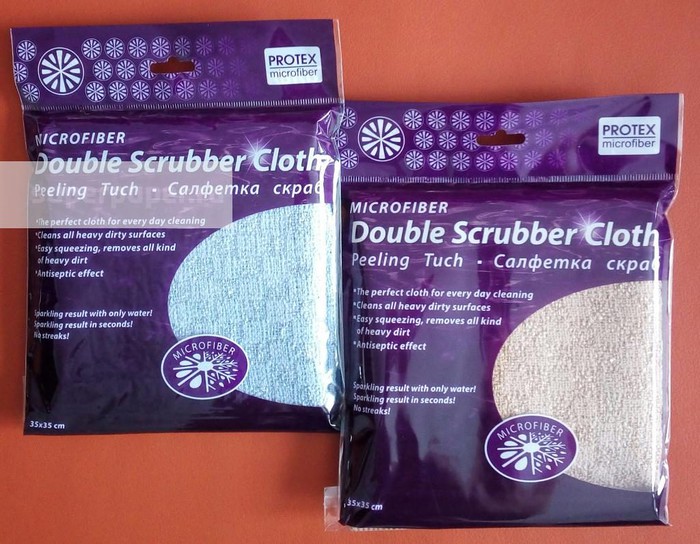 PROTEX
microfiber
MICROFIBER
Double Scrubber Cloth
Peeling Tuch • Салфетка скраб
*The perfect cloth for every day cleaning
*Cleans all heavy dirty surfaces
*Easy squeezing, removes all kind
of heavy dirt
*Antiseptic effect
Sparkling result with only water!
Sparkling result in seconds!
No streaks!
MICROFIBER
35x35 cm
PROTEX
microfiber
MICROFIBER
Double Scrubber Cloth
Peeling Tuch • Салфетка скраб
*The perfect cloth for every day cleaning
*Cleans all heavy dirty surfaces
*Easy squeezing, removes all kind
of heavy dirt
*Antiseptic effect
Sparkling result with only water!
Sparkling result in seconds!
No streaks!
MICROFIBER
35x35 cm